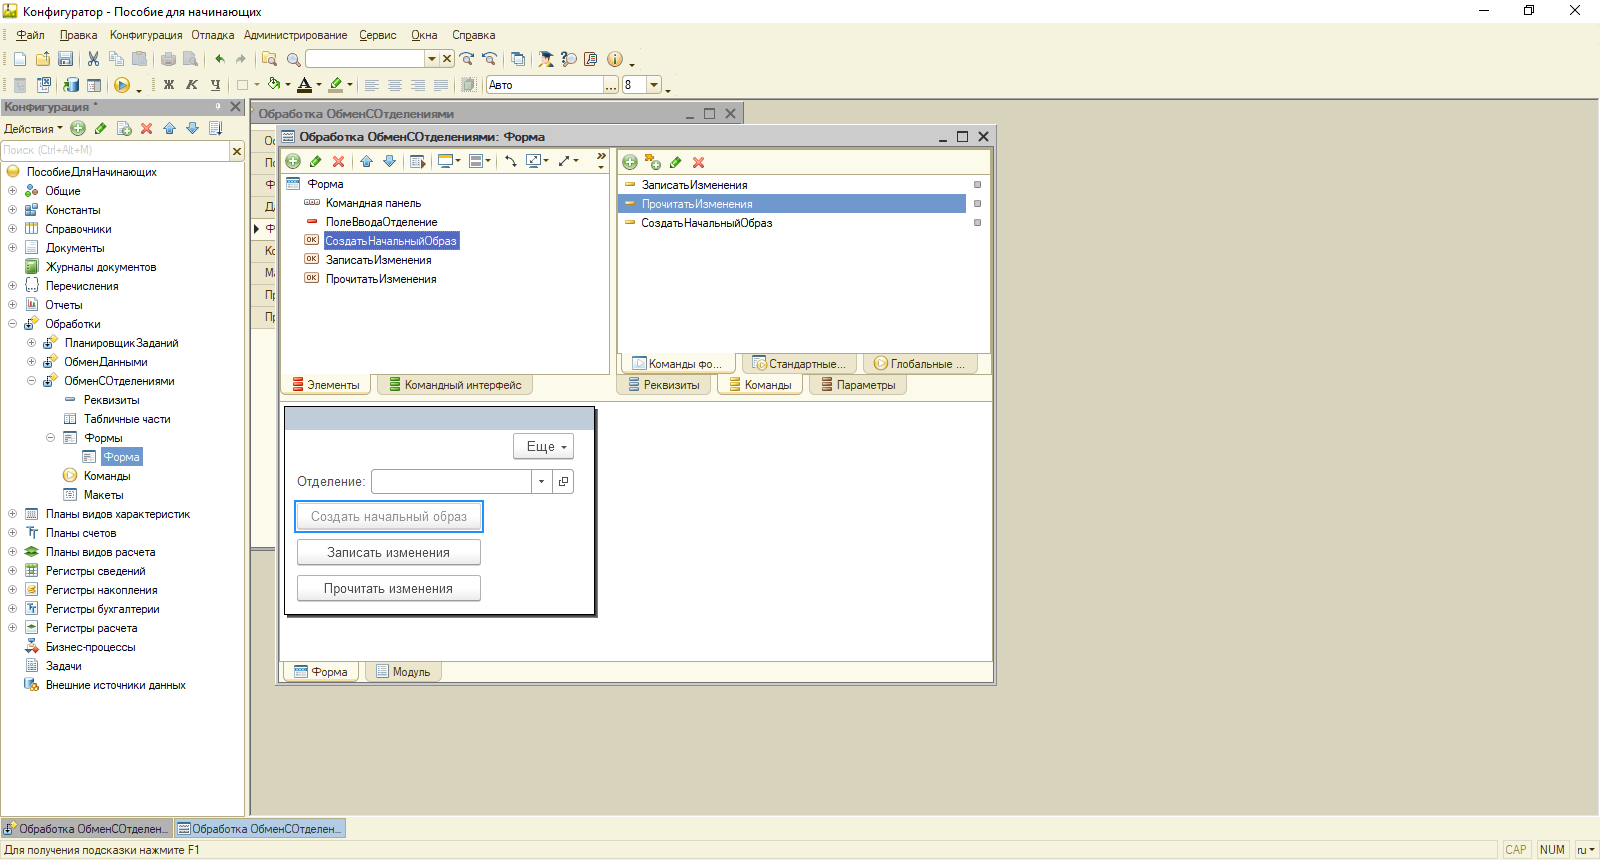 Конфигуратор - Пособие для начинающих
Файл Правка Конфигурация Отладка Администрирование Сервис Окна Справка
Ж К Ч А Авто ... 8
Конфигурация *
Действия
Поиск (Ctrl+Alt+M)
ПособиеДляНачинающих
Общие
Константы
Справочники
Документы
Журналы документов
Перечисления
Отчеты
Обработки
ПланировщикЗаданий
ОбменДанными
ОбменСОтделениями
Реквизиты
Табличные части
Формы
Форма
Команды
Макеты
Планы видов характеристик
Планы счетов
Планы видов расчета
Регистры сведений
Регистры накопления
Регистры бухгалтерии
Регистры расчета
Бизнес-процессы
Задачи
Внешние источники данных
Обработка ОбменСОтделениями
Обработка ОбменСОтделениями: Форма
Форма
Командная панель
ПолеВводаОтделение
OK СоздатьНачальныйОбраз
OK ЗаписатьИзменения
OK ПрочитатьИзменения
Элементы Командный интерфейс
ЗаписатьИзменения
ПрочитатьИзменения
СоздатьНачальныйОбраз
Команды фо... Стандартные... Глобальные ...
Реквизиты Команды Параметры
Еще
Отделение:
Создать начальный образ
Записать изменения
Прочитать изменения
Форма Модуль
Обработка ОбменСОтделен... Обработка ОбменСОтделен...
Для получения подсказки нажмите F1 CAP NUM ru